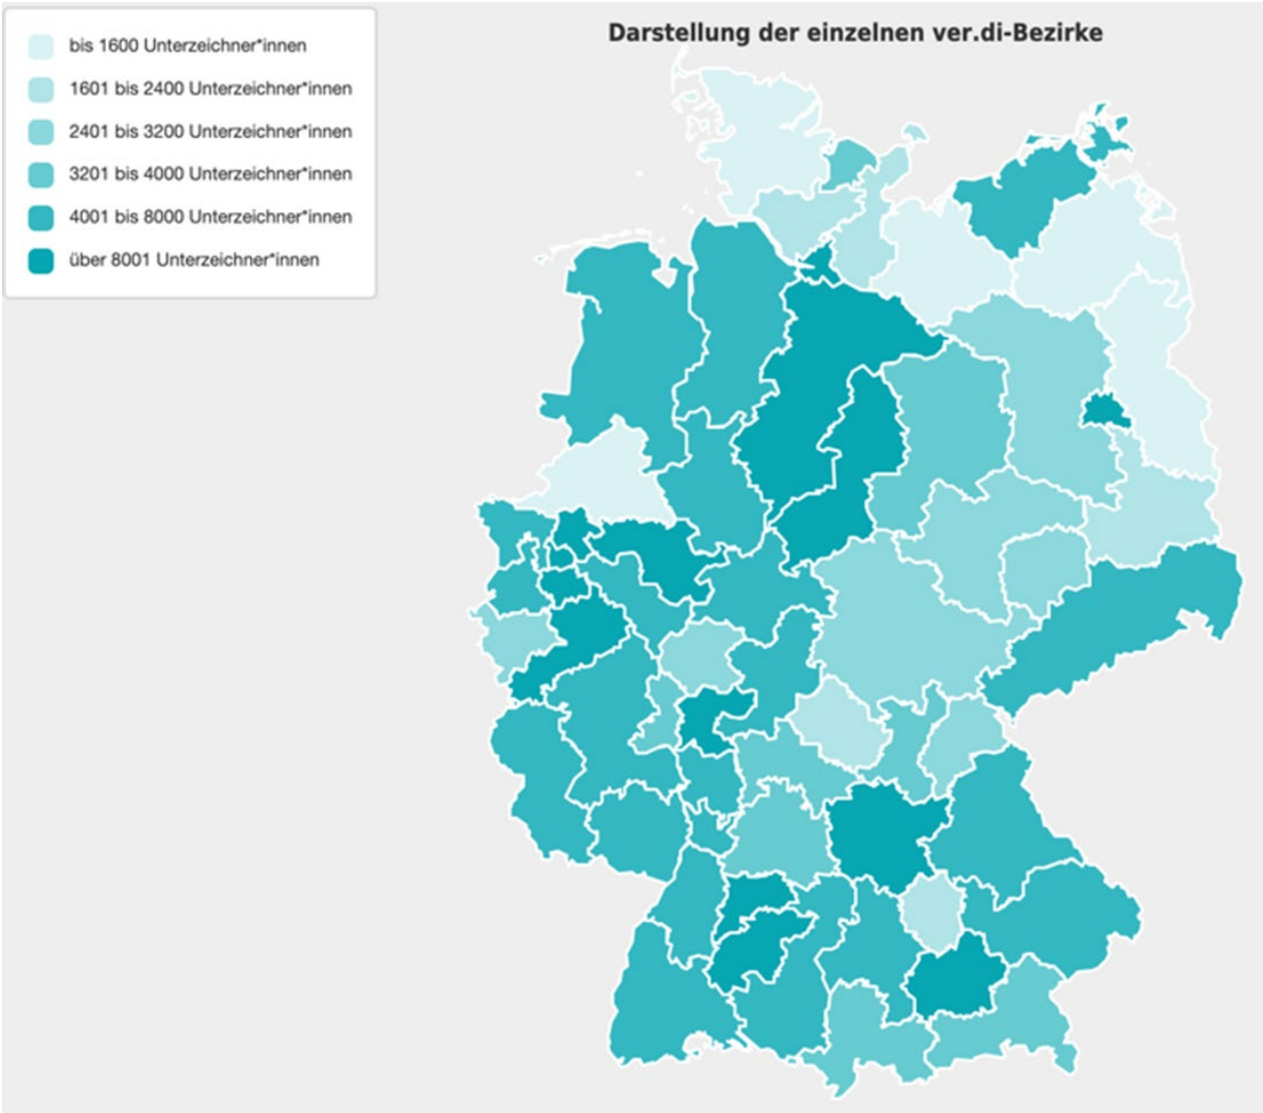 Darstellung der einzelnen ver.di-Bezirke
bis 1600 Unterzeichner*innen
1601 bis 2400 Unterzeichner*innen
2401 bis 3200 Unterzeichner*innen
3201 bis 4000 Unterzeichner*innen
4001 bis 8000 Unterzeichner*innen
über 8001 Unterzeichner*innen